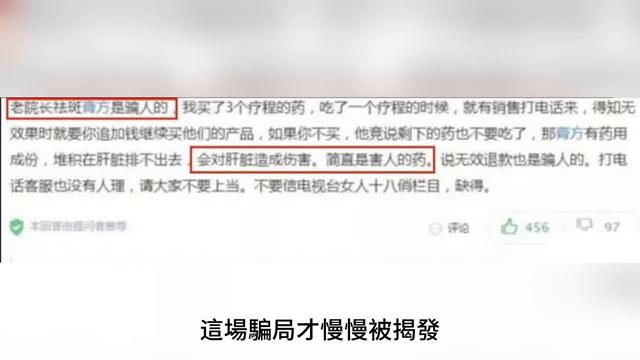 老院长祛斑膏方是骗人的，我买了3个疗程的药，吃了一个疗程的时候，就有销售打电话来，得知无
效果时就要你追加钱继续买他们的产品，如果你不买，他竟说剩下的药也不要吃了，那膏方有药用
成份，堆积在肝脏排不出去，会对肝脏造成伤害。简直是害人的药。说无效退款也是骗人的。打电
话客服也没有人理，请大家不要上当。不要信电视台女人十八俏栏目，缺得。
本回答由提问者推荐
评论 456 97
這場騙局才慢慢被揭發